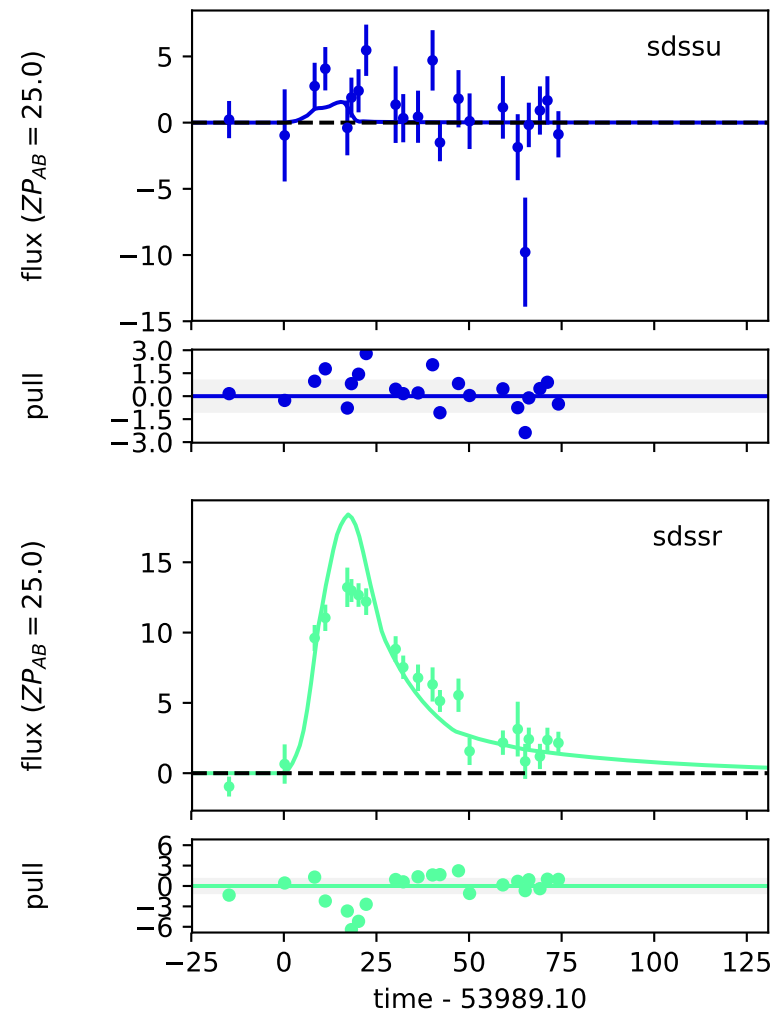 sdssu
flux (ZP_AB = 25.0)
5
0
−5
−10
−15
pull
3.0
1.5
0.0
−1.5
−3.0
sdssr
flux (ZP_AB = 25.0)
15
10
5
0
pull
6
3
0
−3
−6
−25 0 25 50 75 100 125
time - 53989.10